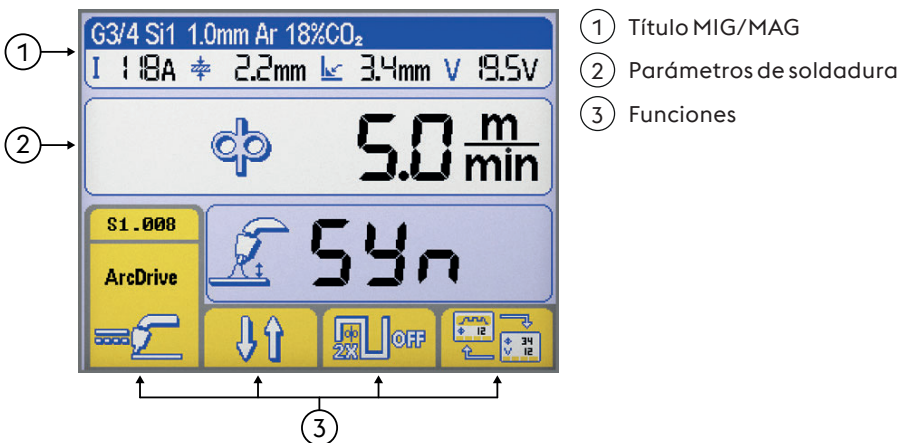 G3/4 Si1 1.0mm Ar 18%CO₂
I 118A 2.2mm 3.4mm V 19.5V
5.0 m/min
S1.008
ArcDrive
Syn
2X OFF
12 34
V 12
1
2
3
1 Título MIG/MAG
2 Parámetros de soldadura
3 Funciones